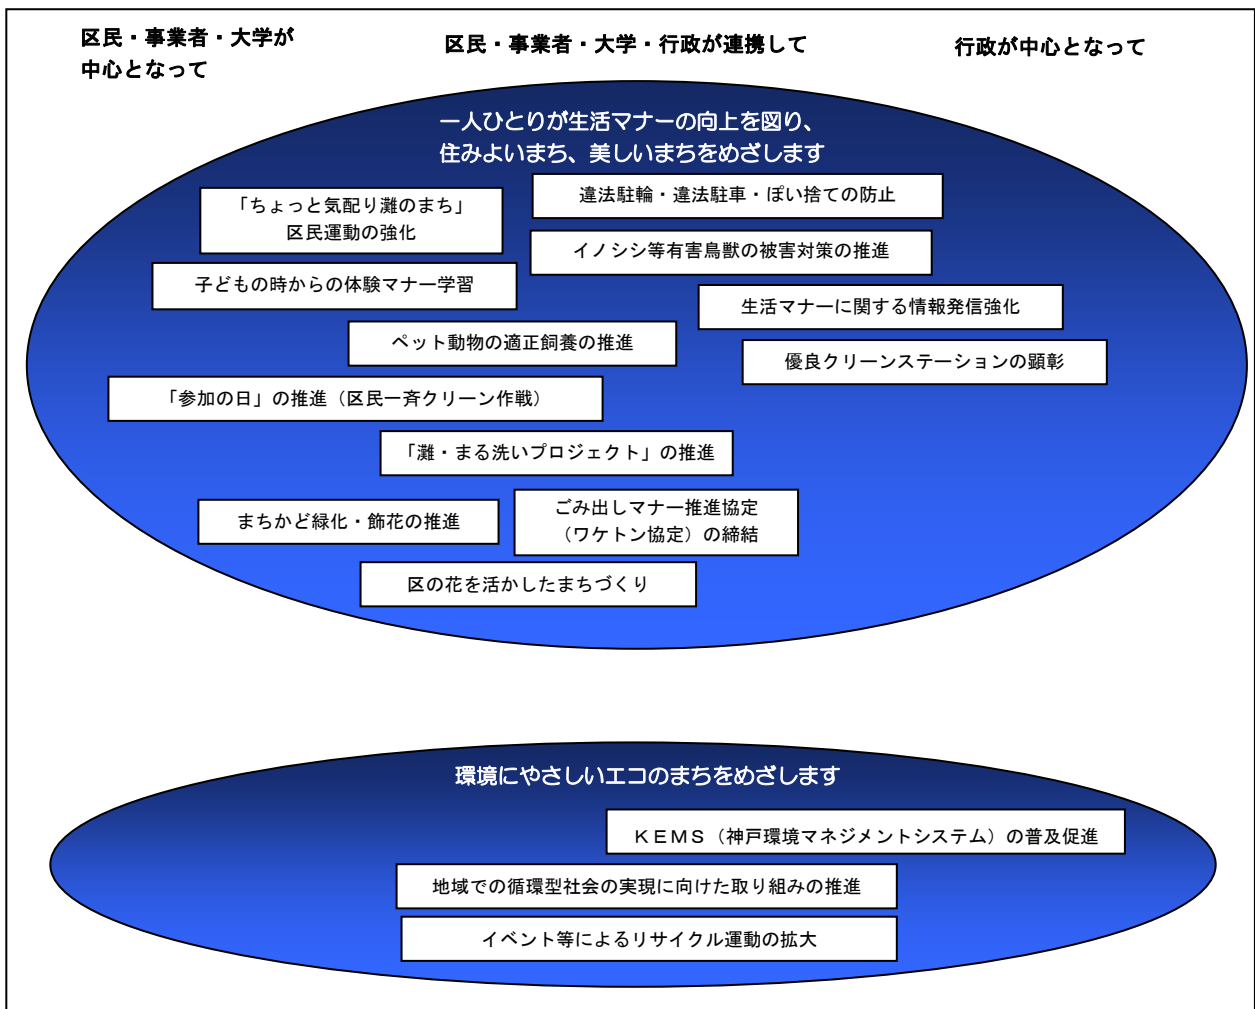 区民・事業者・大学が
中心となって
区民・事業者・大学・行政が連携して
行政が中心となって
一人ひとりが生活マナーの向上を図り、
住みよいまち、美しいまちをめざします
「ちょっと気配り灘のまち」
区民運動の強化
違法駐輪・違法駐車・ぽい捨ての防止
イノシシ等有害鳥獣の被害対策の推進
子どもの時からの体験マナー学習
生活マナーに関する情報発信強化
ペット動物の適正飼養の推進
優良クリーンステーションの顕彰
「参加の日」の推進（区民一斉クリーン作戦）
「灘・まる洗いプロジェクト」の推進
まちかど緑化・飾花の推進
ごみ出しマナー推進協定
（ワケトン協定）の締結
区の花を活かしたまちづくり
環境にやさしいエコのまちをめざします
ＫＥＭＳ（神戸環境マネジメントシステム）の普及促進
地域での循環型社会の実現に向けた取り組みの推進
イベント等によるリサイクル運動の拡大